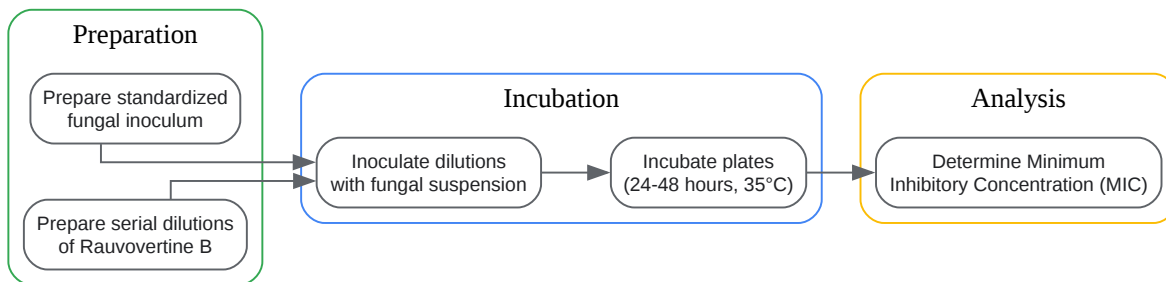 Preparation
Prepare standardized
fungal inoculum
Prepare serial dilutions
of Rauvovertine B
Incubation
Inoculate dilutions
with fungal suspension
Incubate plates
(24-48 hours, 35°C)
Analysis
Determine Minimum
Inhibitory Concentration (MIC)